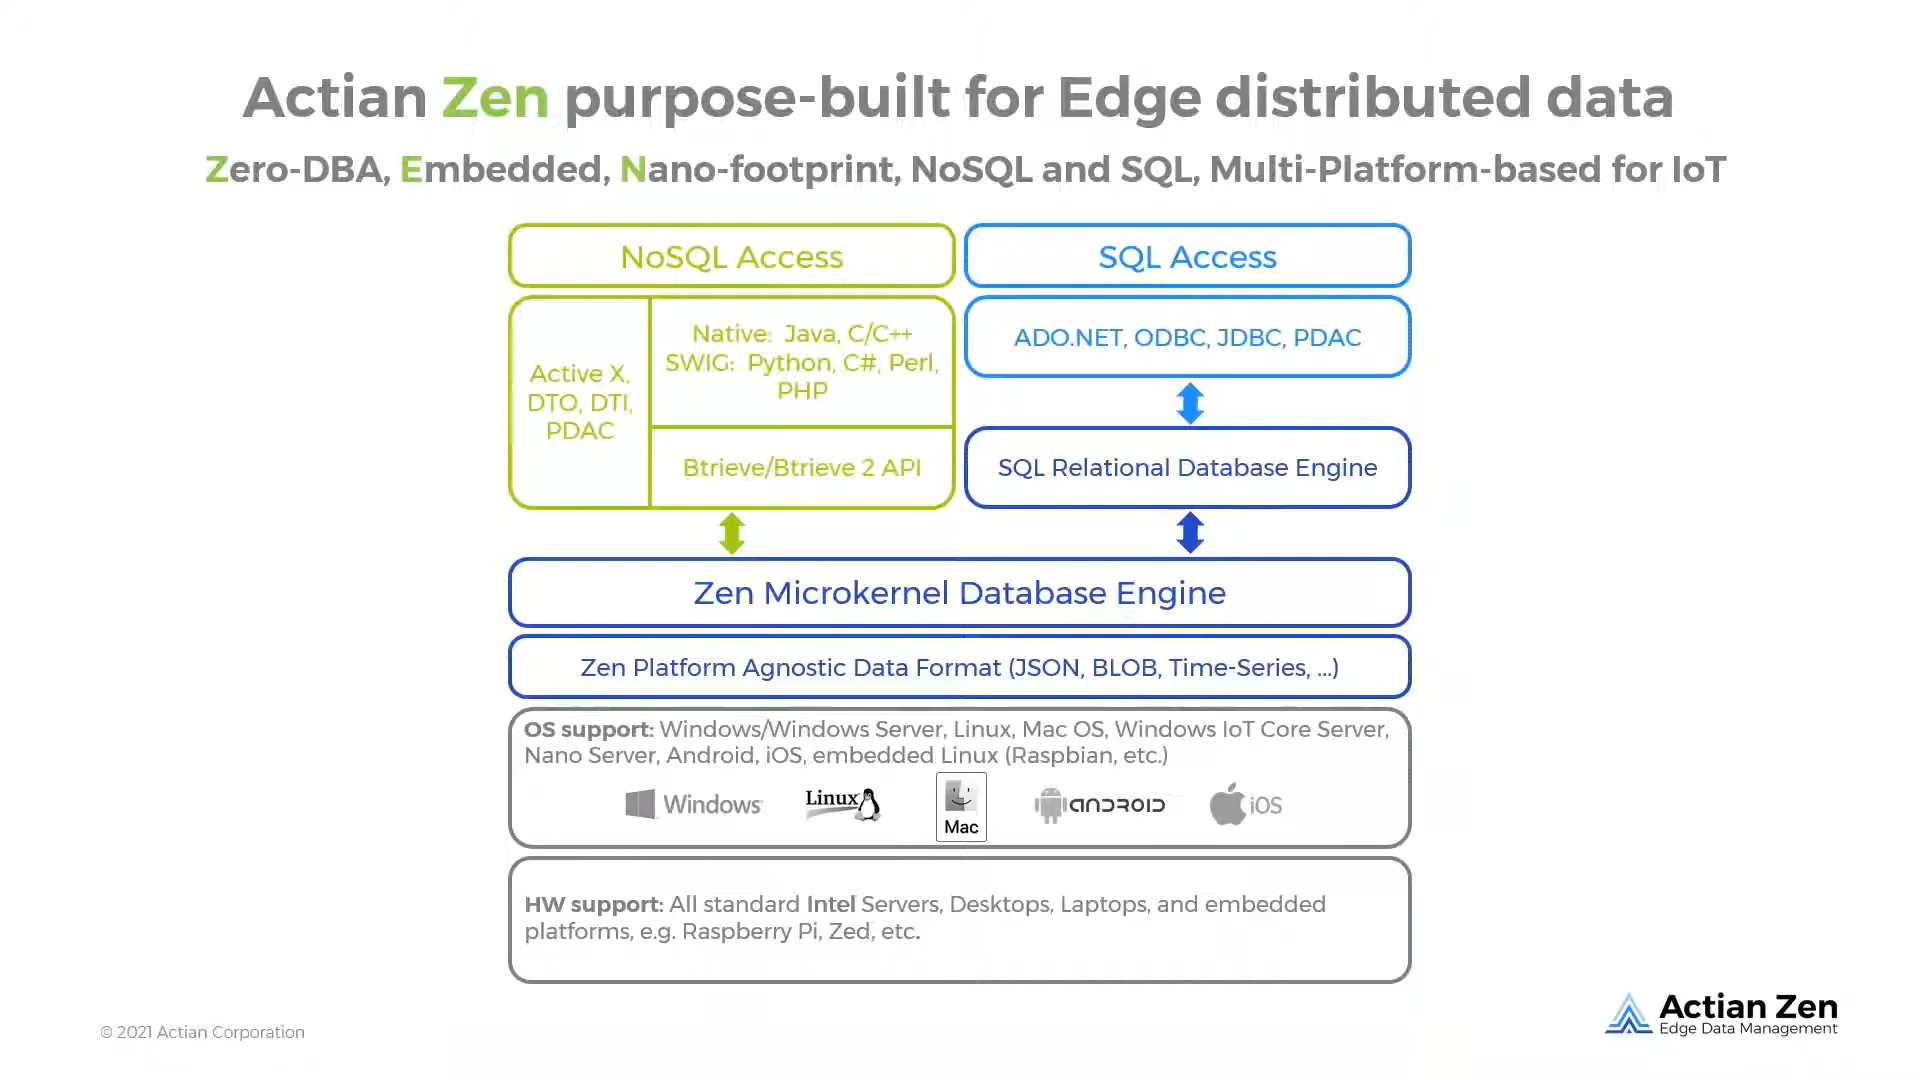 Actian Zen purpose-built for Edge distributed data
Zero-DBA, Embedded, Nano-footprint, NoSQL and SQL, Multi-Platform-based for IoT
NoSQL Access
SQL Access
Active X,
DTO, DTI,
PDAC
Native: Java, C/C++
SWIG: Python, C#, Perl,
PHP
Btrieve/Btrieve 2 API
ADO.NET, ODBC, JDBC, PDAC
SQL Relational Database Engine
Zen Microkernel Database Engine
Zen Platform Agnostic Data Format (JSON, BLOB, Time-Series, ...)
OS support: Windows/Windows Server, Linux, Mac OS, Windows IoT Core Server,
Nano Server, Android, iOS, embedded Linux (Raspbian, etc.)
Windows
Linux
Mac
ANDROID
iOS
HW support: All standard Intel Servers, Desktops, Laptops, and embedded
platforms, e.g. Raspberry Pi, Zed, etc.
© 2021 Actian Corporation
Actian Zen
Edge Data Management